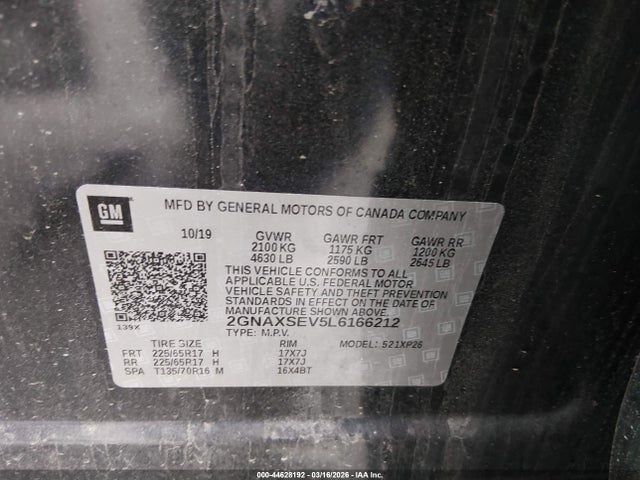 GM
MFD BY GENERAL MOTORS OF CANADA COMPANY
10/19 GVWR GAWR FRT GAWR RR
2100 KG 1175 KG 1200 KG
4630 LB 2590 LB 2645 LB
THIS VEHICLE CONFORMS TO ALL
APPLICABLE U.S. FEDERAL MOTOR
VEHICLE SAFETY AND THEFT PREVENTION
STANDARDS IN EFFECT ON THE DATE OF
MANUFACTURE SHOWN ABOVE.
139X
2GNAXSEV5L6166212
TYPE: M.P.V.
TIRE SIZE RIM MODEL: 521XP26
FRT 225/65R17 H 17X7J
RR 225/65R17 H 17X7J
SPA T135/70R16 M 16X4BT
000-44628192 | 03/16/2026 | IAA Inc.